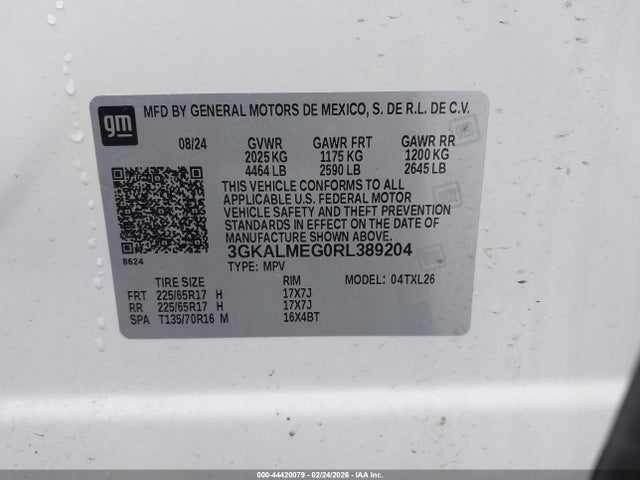 gm
MFD BY GENERAL MOTORS DE MEXICO, S. DE R.L. DE C.V.
08/24 GVWR GAWR FRT GAWR RR
2025 KG 1175 KG 1200 KG
4464 LB 2590 LB 2645 LB
THIS VEHICLE CONFORMS TO ALL
APPLICABLE U.S. FEDERAL MOTOR
VEHICLE SAFETY AND THEFT PREVENTION
STANDARDS IN EFFECT ON THE DATE OF
MANUFACTURE SHOWN ABOVE.
3GKALMEG0RL389204
8624
TYPE: MPV
TIRE SIZE RIM MODEL: 04TXL26
FRT 225/65R17 H 17X7J
RR 225/65R17 H 17X7J
SPA T135/70R16 M 16X4BT
000-44420079 - 02/24/2026 - IAA Inc.